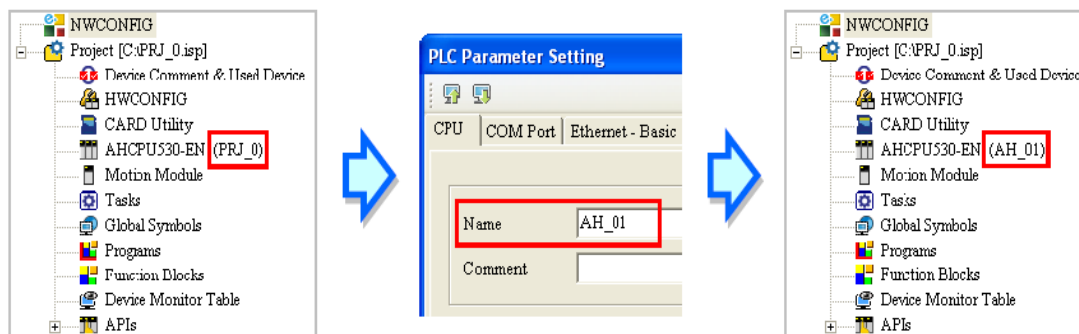 NWCONFIG
Project [C:\PRJ_0.isp]
Device Comment & Used Device
HWCONFIG
CARD Utility
AHCPU530-EN (PRJ_0)
Motion Module
Tasks
Global Symbols
Programs
Function Blocks
Device Monitor Table
APIs
PLC Parameter Setting
CPU COM Port Ethernet - Basic
Name AH_01
Comment
NWCONFIG
Project [C:\PRJ_0.isp]
Device Comment & Used Device
HWCONFIG
CARD Utility
AHCPU530-EN (AH_01)
Motion Module
Tasks
Global Symbols
Programs
Function Blocks
Device Monitor Table
APIs